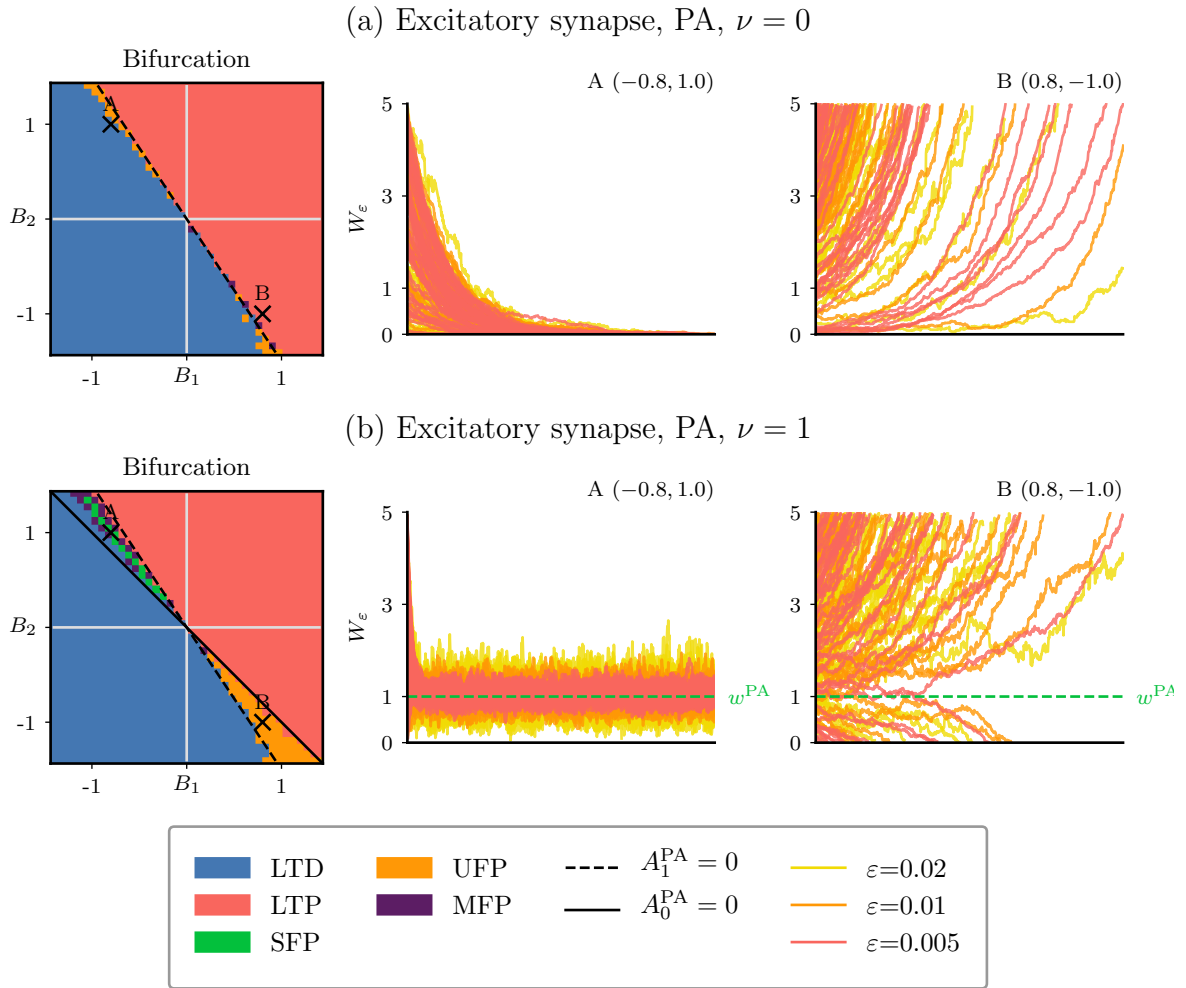 (a) Excitatory synapse, PA, ν = 0
Bifurcation
A (−0.8, 1.0)
B (0.8, −1.0)
A
B
1
B₂
-1
-1
B₁
1
5
3
1
0
W_ε
5
3
1
0
(b) Excitatory synapse, PA, ν = 1
Bifurcation
A (−0.8, 1.0)
B (0.8, −1.0)
A
B
1
B₂
-1
-1
B₁
1
5
3
1
0
W_ε
w^PA
5
3
1
0
w^PA
LTD
LTP
SFP
UFP
MFP
A₁^PA = 0
A₀^PA = 0
ε=0.02
ε=0.01
ε=0.005